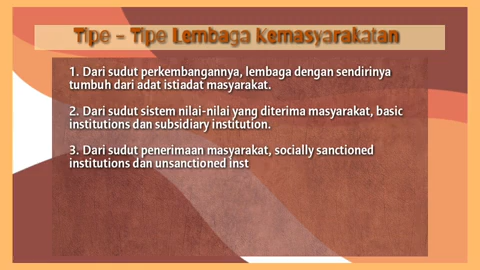 Tipe - Tipe Lembaga Kemasyarakatan
1. Dari sudut perkembangannya, lembaga dengan sendirinya
tumbuh dari adat istiadat masyarakat.
2. Dari sudut sistem nilai-nilai yang diterima masyarakat, basic
institutions dan subsidiary institution.
3. Dari sudut penerimaan masyarakat, socially sanctioned
institutions dan unsanctioned inst